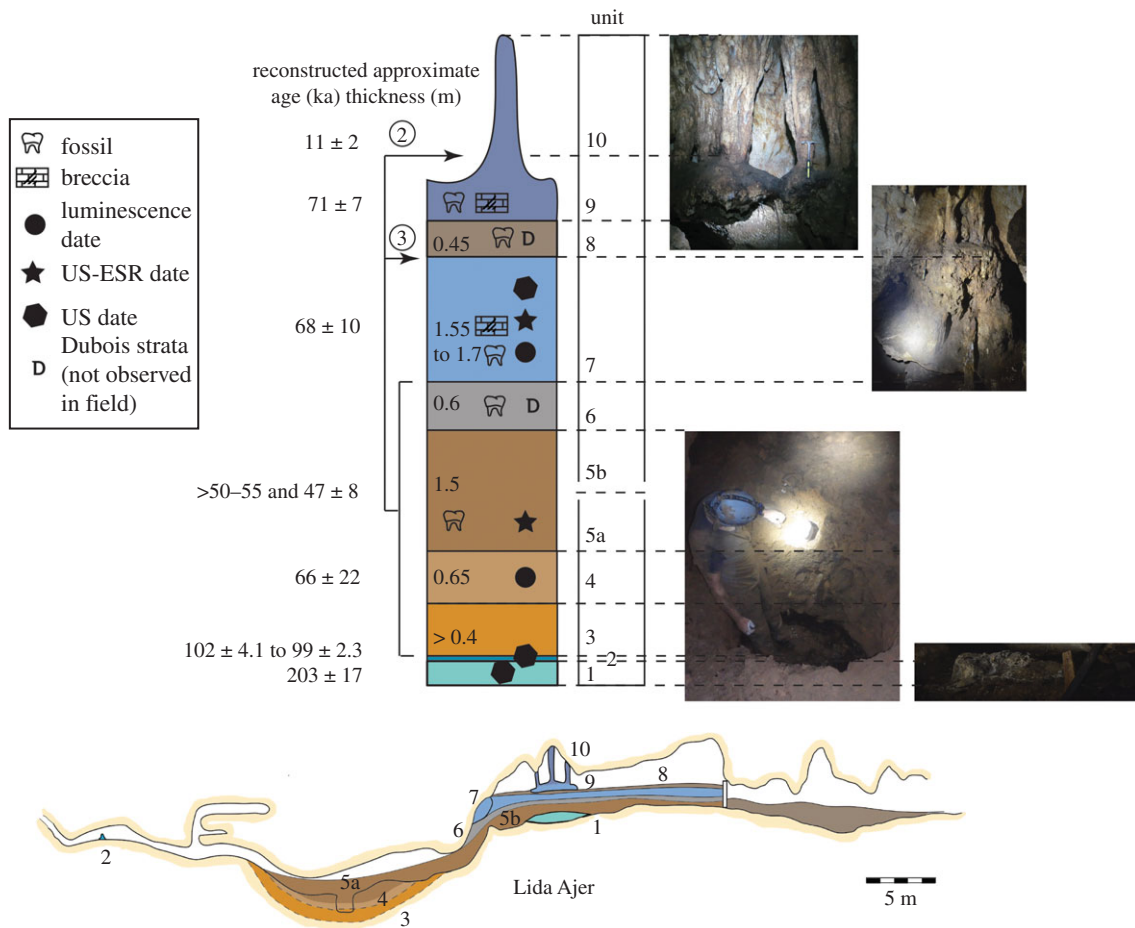 unit
reconstructed approximate
age (ka) thickness (m)
fossil
breccia
luminescence
date
US-ESR date
US date
Dubois strata
D
(not observed
in field)
11 ± 2
2
10
71 ± 7
9
3
0.45
D
8
68 ± 10
1.55
to 1.7
7
0.6
D
6
5b
>50–55 and 47 ± 8
1.5
5a
66 ± 22
0.65
4
> 0.4
3
102 ± 4.1 to 99 ± 2.3
2
203 ± 17
1
10
9
8
7
6
5b
1
2
5a
4
3
Lida Ajer
5 m